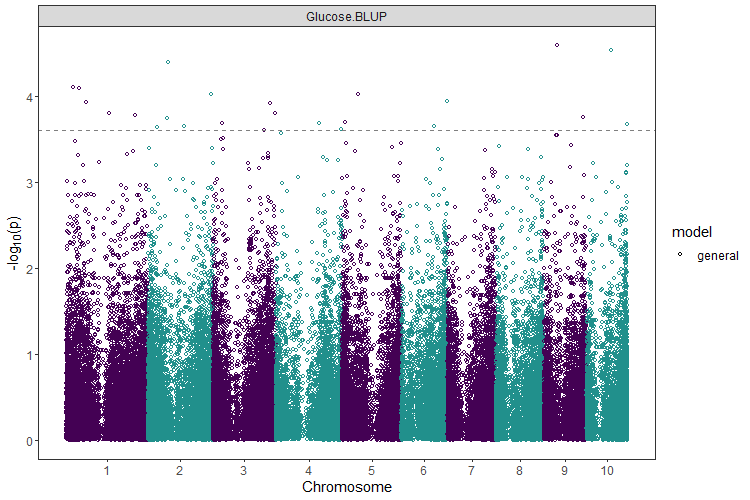 Glucose.BLUP
4
3
2
1
0
-log10(p)
1 2 3 4 5 6 7 8 9 10
Chromosome
model
general